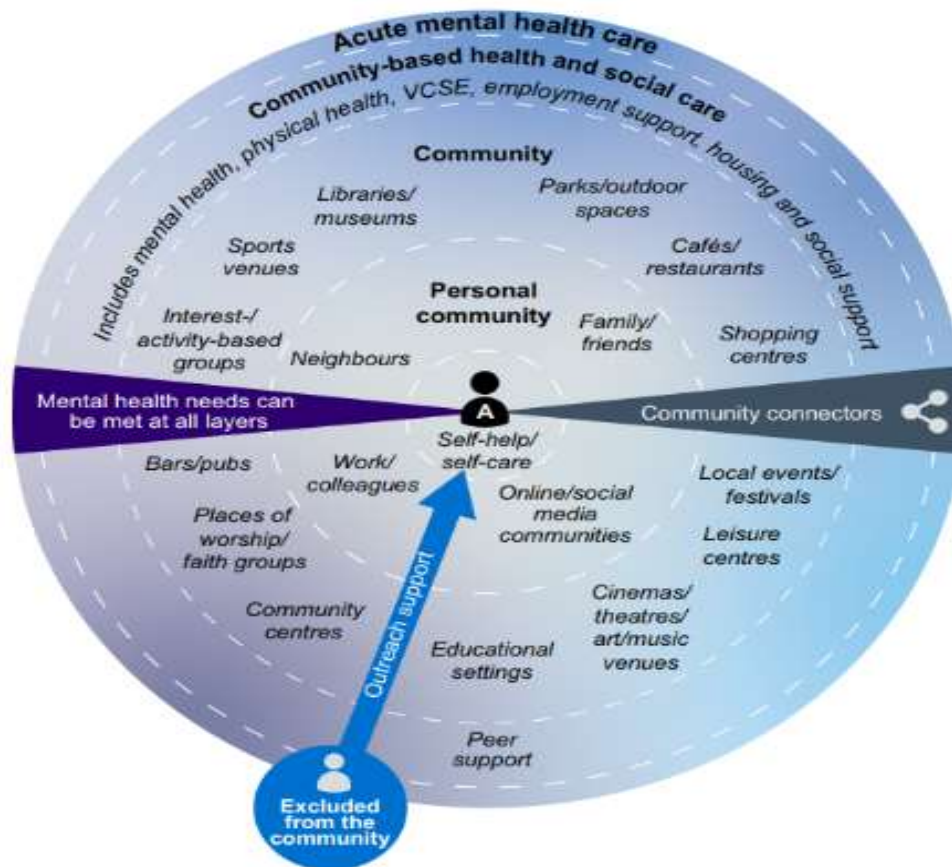 Acute mental health care
Community-based health and social care
Includes mental health, physical health, VCSE, employment support, housing and social support
Community
Libraries/
museums
Parks/outdoor
spaces
Sports
venues
Cafés/
restaurants
Personal
community
Interest-/
activity-based
groups
Neighbours
Family/
friends
Shopping
centres
Mental health needs can
be met at all layers
A
Community connectors
Self-help/
self-care
Bars/pubs
Work/
colleagues
Online/social
media
communities
Local events/
festivals
Places of
worship/
faith groups
Leisure
centres
Community
centres
Outreach support
Cinemas/
theatres/
art/music
venues
Educational
settings
Peer
support
Excluded
from the
community